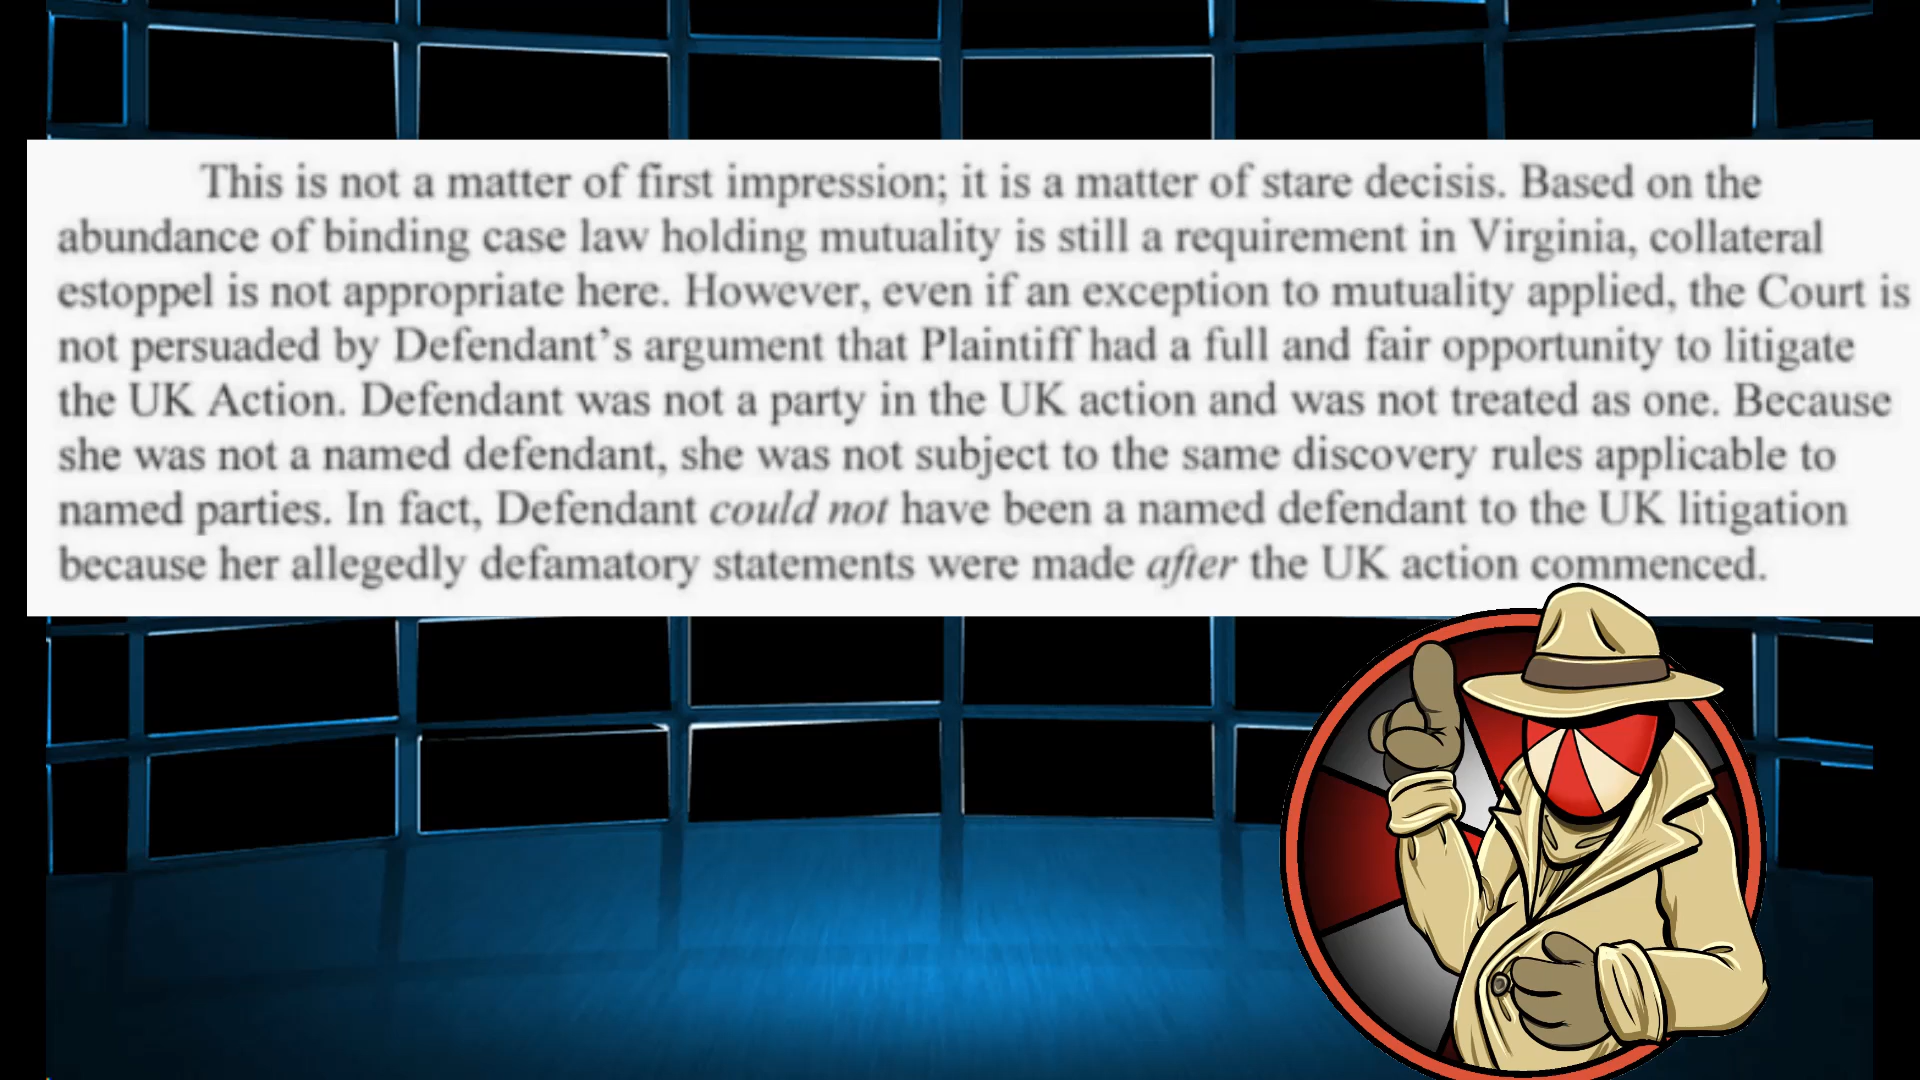 This is not a matter of first impression; it is a matter of stare decisis. Based on the
abundance of binding case law holding mutuality is still a requirement in Virginia, collateral
estoppel is not appropriate here. However, even if an exception to mutuality applied, the Court is
not persuaded by Defendant’s argument that Plaintiff had a full and fair opportunity to litigate
the UK Action. Defendant was not a party in the UK action and was not treated as one. Because
she was not a named defendant, she was not subject to the same discovery rules applicable to
named parties. In fact, Defendant could not have been a named defendant to the UK litigation
because her allegedly defamatory statements were made after the UK action commenced.